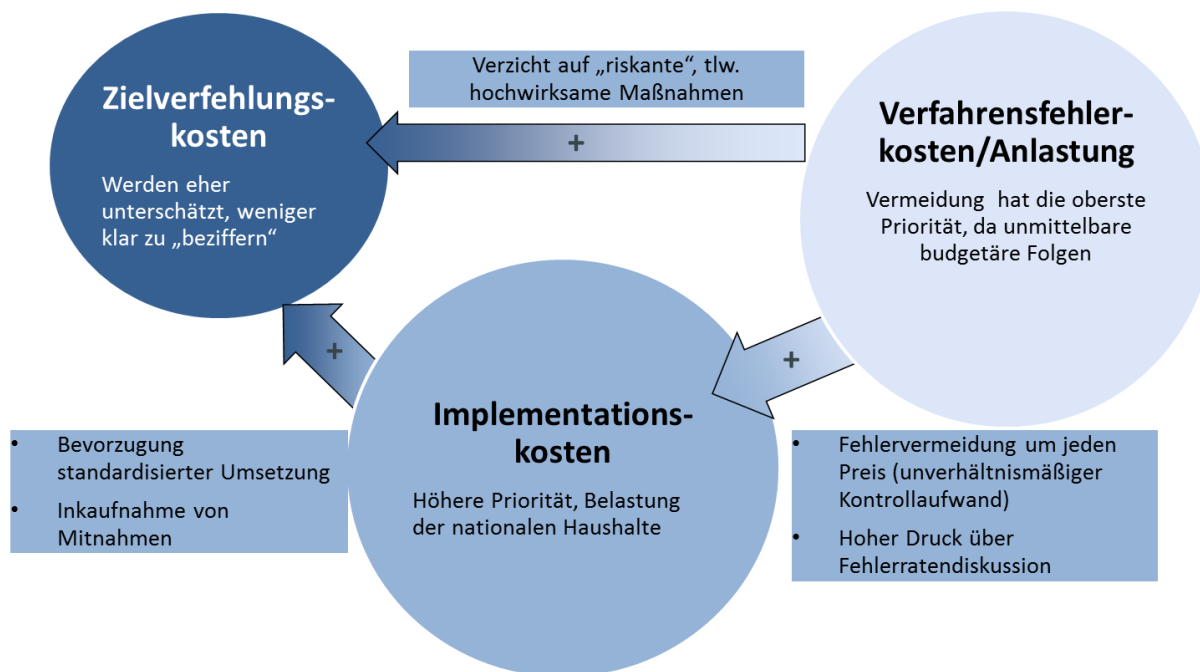 Zielverfehlungs-
kosten
Werden eher
unterschätzt, weniger
klar zu „beziffern“
Verzicht auf „riskante“, tlw.
hochwirksame Maßnahmen
+
Verfahrensfehler-
kosten/Anlastung
Vermeidung hat die oberste
Priorität, da unmittelbare
budgetäre Folgen
+
+
Implementations-
kosten
Höhere Priorität, Belastung
der nationalen Haushalte
• Bevorzugung
standardisierter Umsetzung
• Inkaufnahme von
Mitnahmen
• Fehlervermeidung um jeden
Preis (unverhältnismäßiger
Kontrollaufwand)
• Hoher Druck über
Fehlerratendiskussion